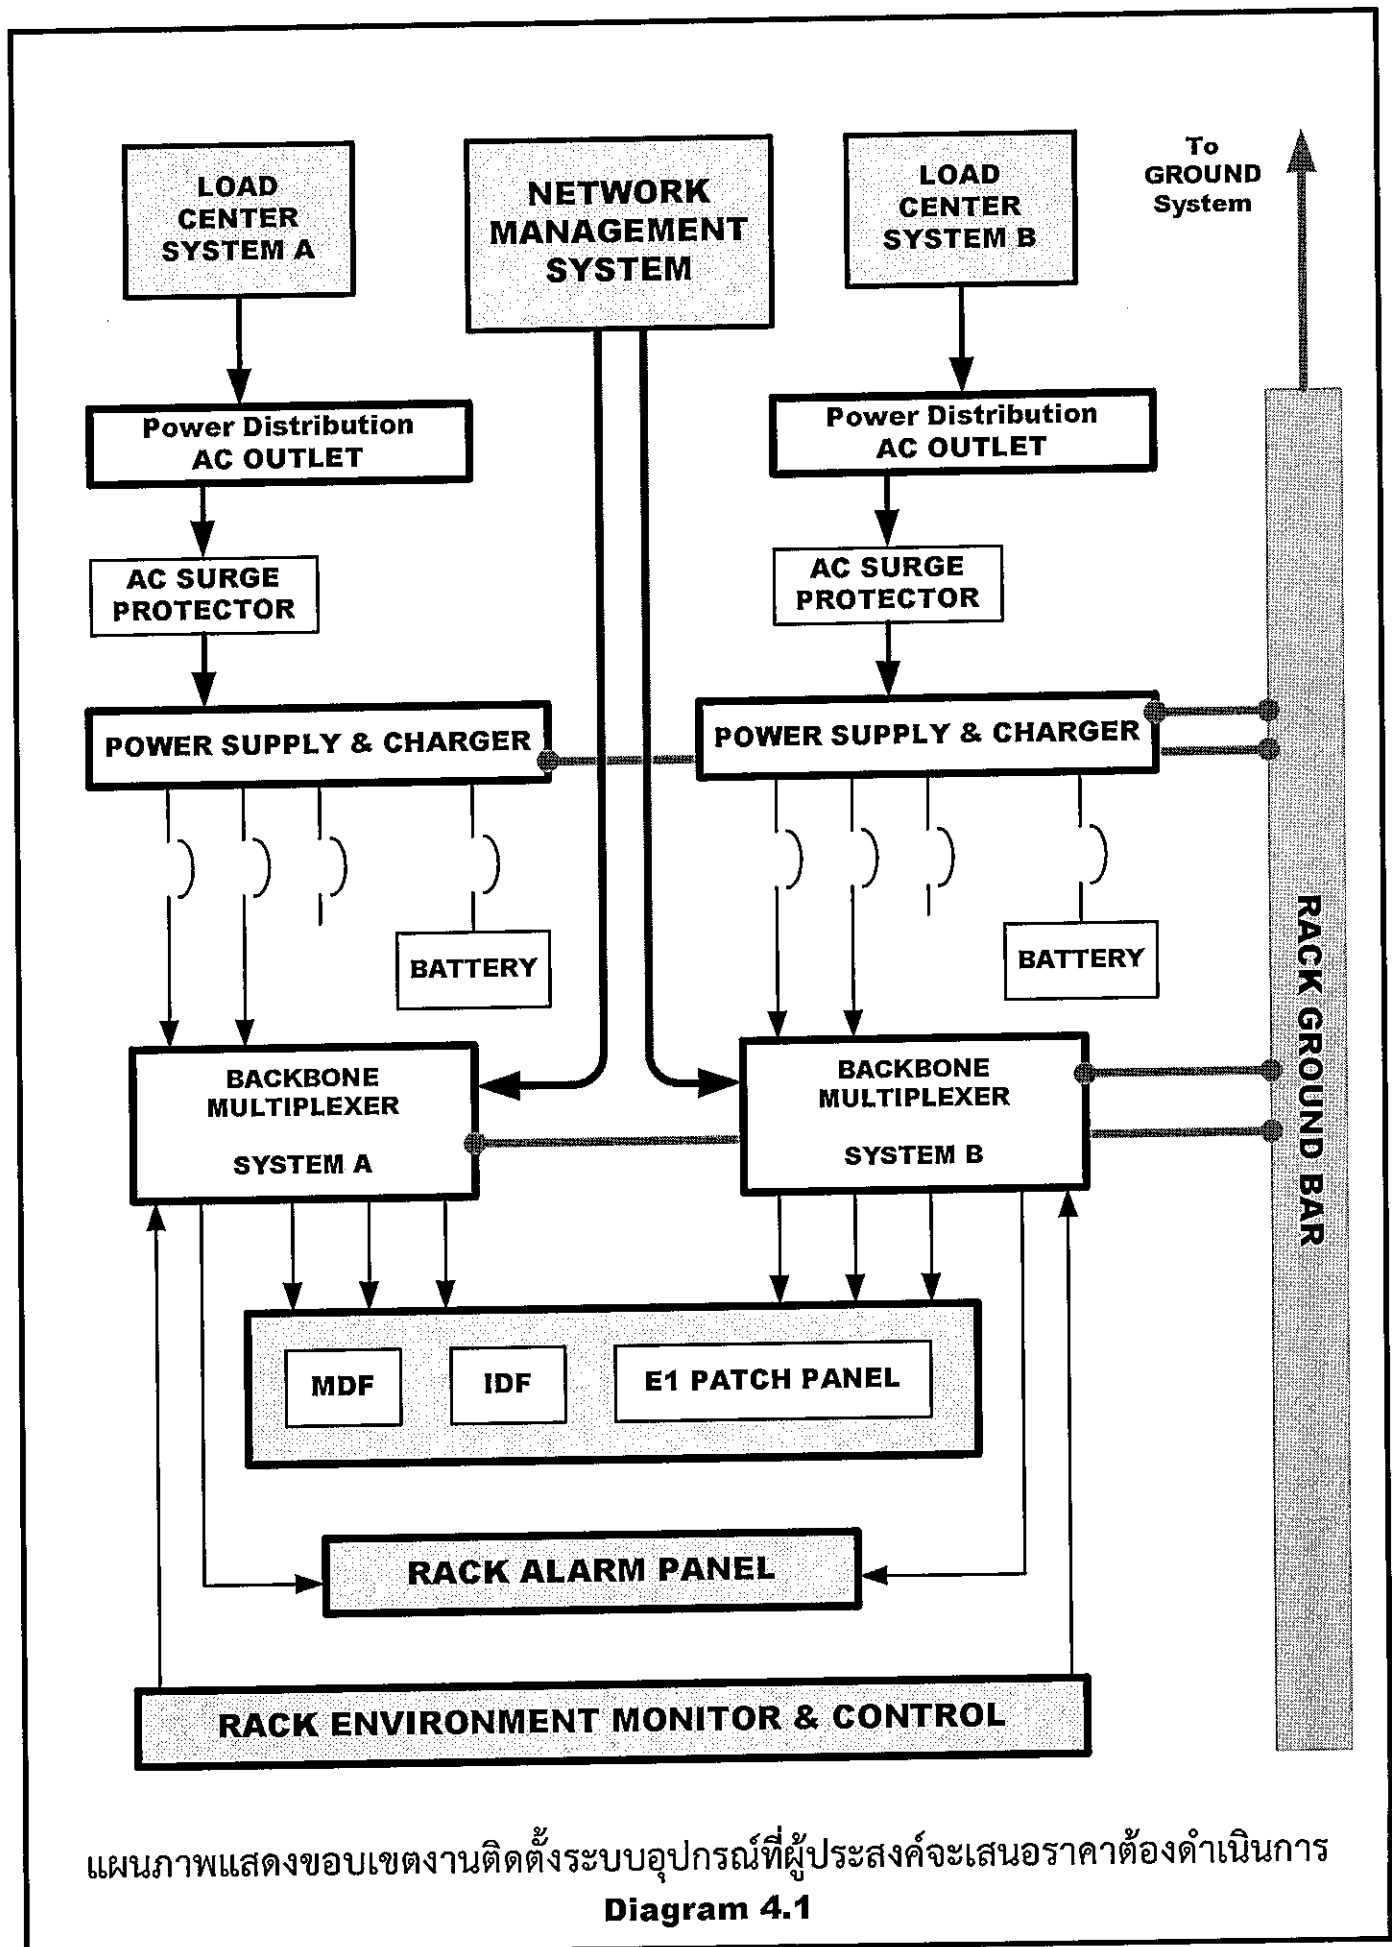 LOAD
CENTER
SYSTEM A
NETWORK
MANAGEMENT
SYSTEM
LOAD
CENTER
SYSTEM B
To
GROUND
System
Power Distribution
AC OUTLET
Power Distribution
AC OUTLET
AC SURGE
PROTECTOR
AC SURGE
PROTECTOR
POWER SUPPLY & CHARGER
POWER SUPPLY & CHARGER
BATTERY
BATTERY
RACK GROUND BAR
BACKBONE
MULTIPLEXER
SYSTEM A
BACKBONE
MULTIPLEXER
SYSTEM B
MDF
IDF
E1 PATCH PANEL
RACK ALARM PANEL
RACK ENVIRONMENT MONITOR & CONTROL
แผนภาพแสดงขอบเขตงานติดตั้งระบบอุปกรณ์ที่ผู้ประสงค์จะเสนอราคาต้องดำเนินการ
Diagram 4.1